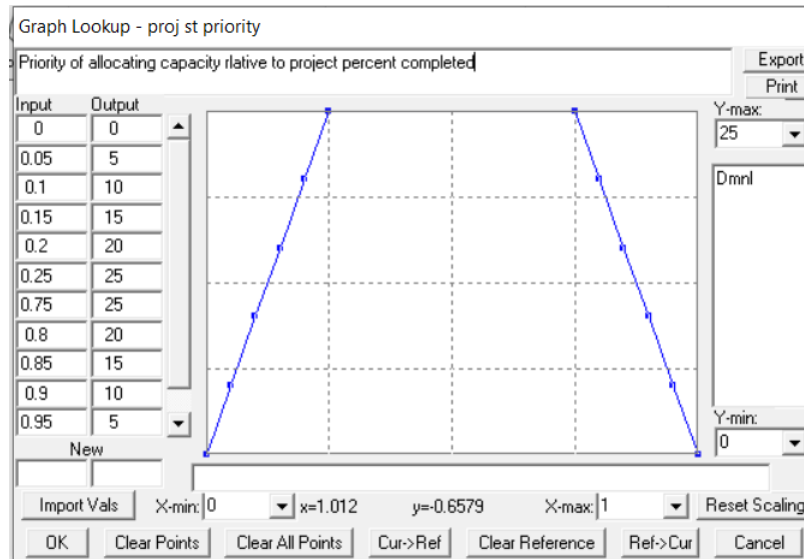 Graph Lookup - proj st priority
Priority of allocating capacity rlative to project percent completed
Export
Print
Input Output
0 0
0.05 5
0.1 10
0.15 15
0.2 20
0.25 25
0.75 25
0.8 20
0.85 15
0.9 10
0.95 5
New
Y-max:
25
Dmnl
Y-min:
0
Import Vals X-min: 0 x=1.012 y=-0.6579 X-max: 1 Reset Scaling
OK Clear Points Clear All Points Cur->Ref Clear Reference Ref->Cur Cancel